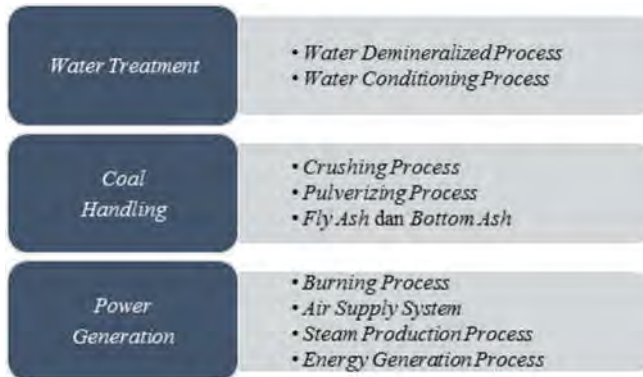 Water Treatment
• Water Demineralized Process
• Water Conditioning Process
Coal
Handling
• Crushing Process
• Pulverizing Process
• Fly Ash dan Bottom Ash
Power
Generation
• Burning Process
• Air Supply System
• Steam Production Process
• Energy Generation Process